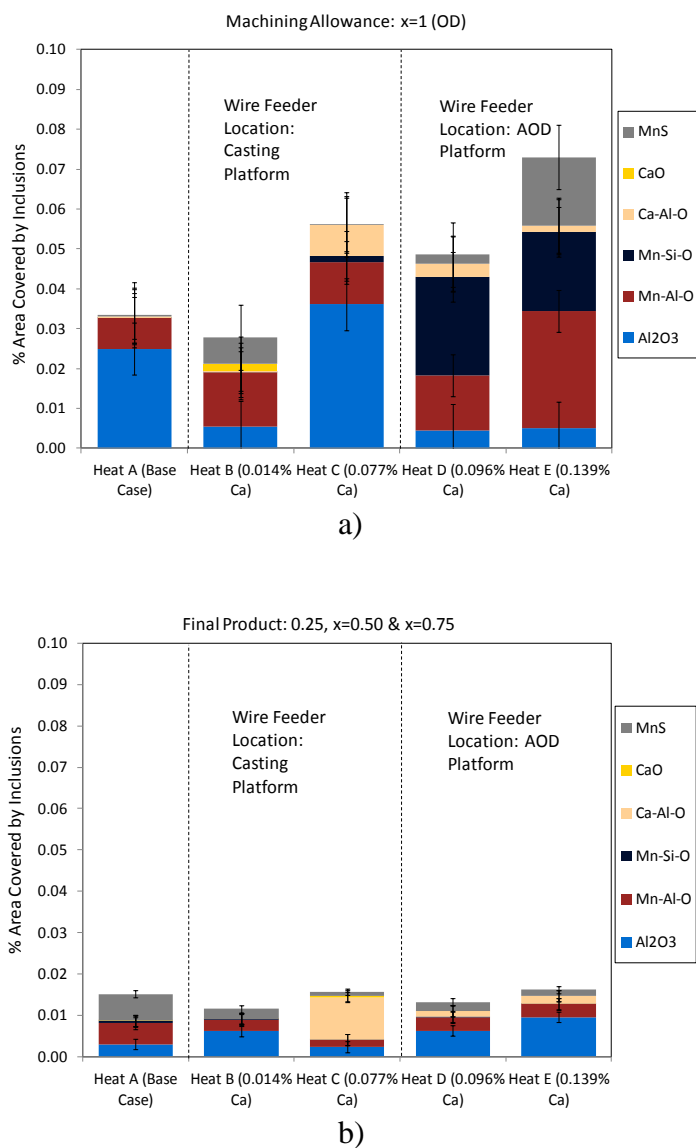 Machining Allowance: x=1 (OD)
% Area Covered by Inclusions
0.10
0.09
0.08
0.07
0.06
0.05
0.04
0.03
0.02
0.01
0.00
Wire Feeder
Location:
Casting
Platform
Wire Feeder
Location: AOD
Platform
MnS
CaO
Ca-Al-O
Mn-Si-O
Mn-Al-O
Al2O3
Heat A (Base Heat B (0.014% Heat C (0.077% Heat D (0.096% Heat E (0.139%
Case) Ca) Ca) Ca) Ca)
a)
Final Product: 0.25, x=0.50 & x=0.75
% Area Covered by Inclusions
0.10
0.09
0.08
0.07
0.06
0.05
0.04
0.03
0.02
0.01
0.00
Wire Feeder
Location:
Casting
Platform
Wire Feeder
Location: AOD
Platform
MnS
CaO
Ca-Al-O
Mn-Si-O
Mn-Al-O
Al2O3
Heat A (Base Heat B (0.014% Heat C (0.077% Heat D (0.096% Heat E (0.139%
Case) Ca) Ca) Ca) Ca)
b)